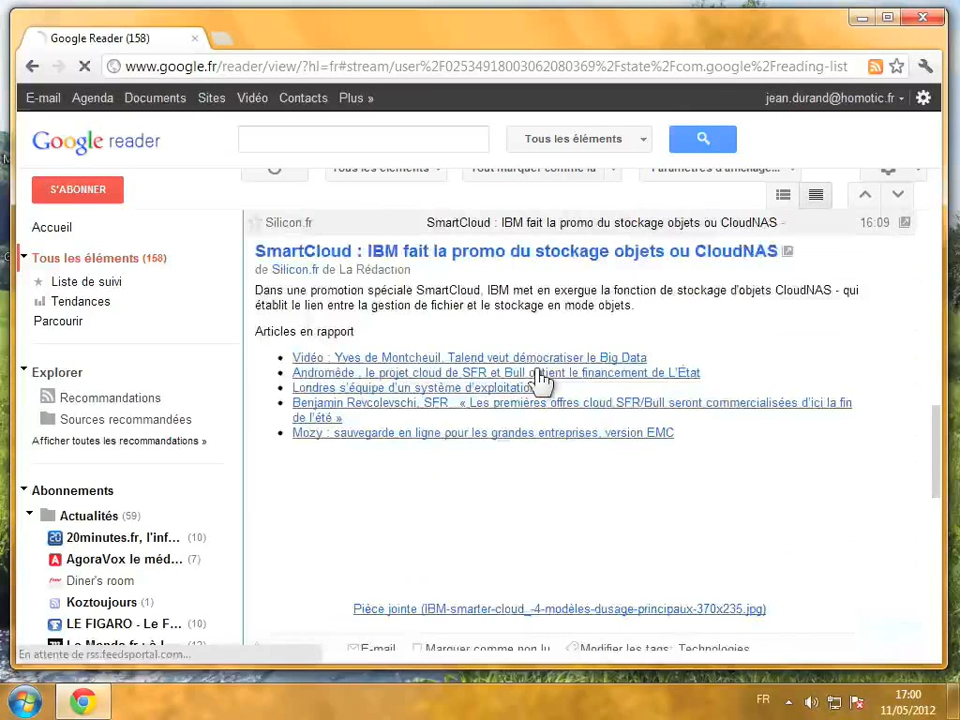 Google Reader (158)
www.google.fr/reader/view/?hl=fr#stream/user%2F02534918003062080369%2Fstate%2Fcom.google%2Freading-list
E-mail Agenda Documents Sites Vidéo Contacts Plus »
jean.durand@homotic.fr
Google reader
Tous les éléments
S'ABONNER
Tous les éléments
Tout marquer comme lu
Paramètres d'affichage...
Accueil
Tous les éléments (158)
Liste de suivi
Tendances
Parcourir
Explorer
Recommandations
Sources recommandées
Afficher toutes les recommandations »
Abonnements
Actualités (59)
20minutes.fr, l'inf... (10)
AgoraVox le méd... (7)
Diner's room
Koztoujours (1)
LE FIGARO - Le F... (10)
Silicon.fr
SmartCloud : IBM fait la promo du stockage objets ou CloudNAS -
16:09
SmartCloud : IBM fait la promo du stockage objets ou CloudNAS
de Silicon.fr de La Rédaction
Dans une promotion spéciale SmartCloud, IBM met en exergue la fonction de stockage d'objets CloudNAS - qui
établit le lien entre la gestion de fichier et le stockage en mode objets.
Articles en rapport
Vidéo : Yves de Montcheuil, Talend veut démocratiser le Big Data
Andromède , le projet cloud de SFR et Bull obtient le financement de L'État
Londres s'équipe d'un système d'exploitation
Benjamin Revcolevschi, SFR : « Les premières offres cloud SFR/Bull seront commercialisées d'ici la fin
de l'été »
Mozy : sauvegarde en ligne pour les grandes entreprises, version EMC
Pièce jointe (IBM-smarter-cloud_-4-modèles-dusage-principaux-370x235.jpg)
E-mail Marquer comme non lu Modifier les tags: Technologies
En attente de rss.feedsportal.com...
FR
17:00
11/05/2012